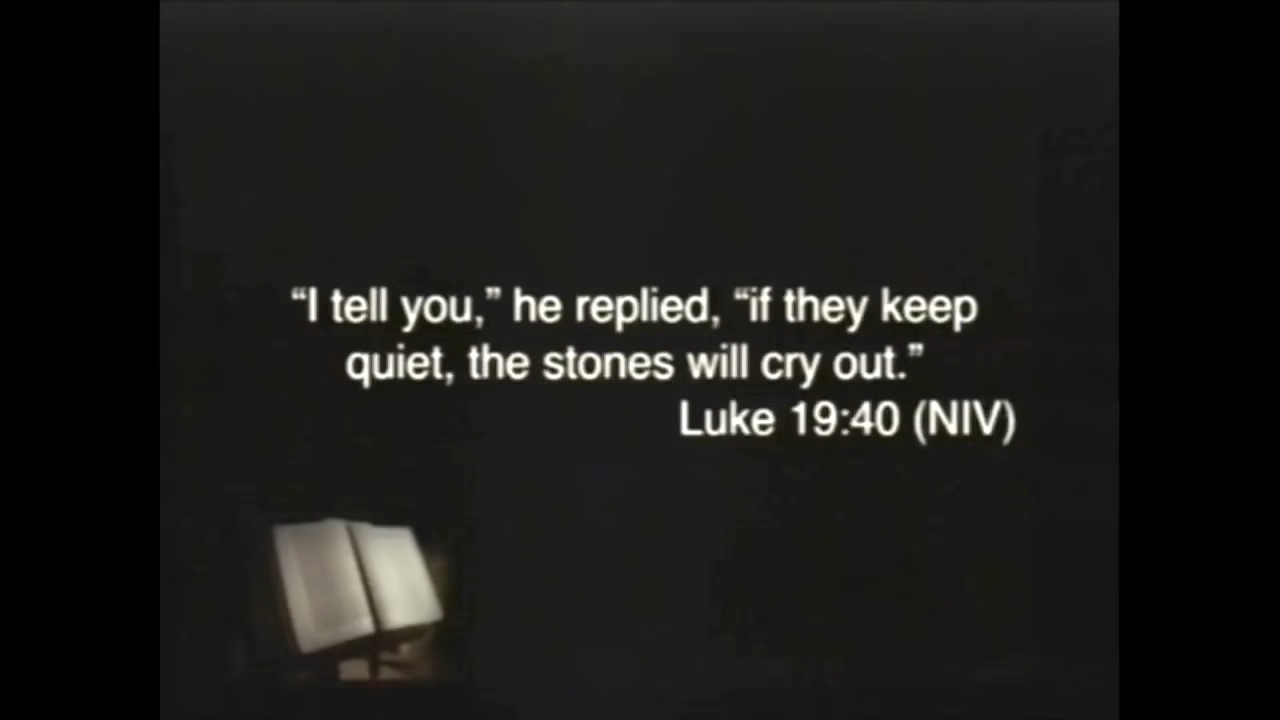 “I tell you,” he replied, “if they keep
quiet, the stones will cry out.”
Luke 19:40 (NIV)